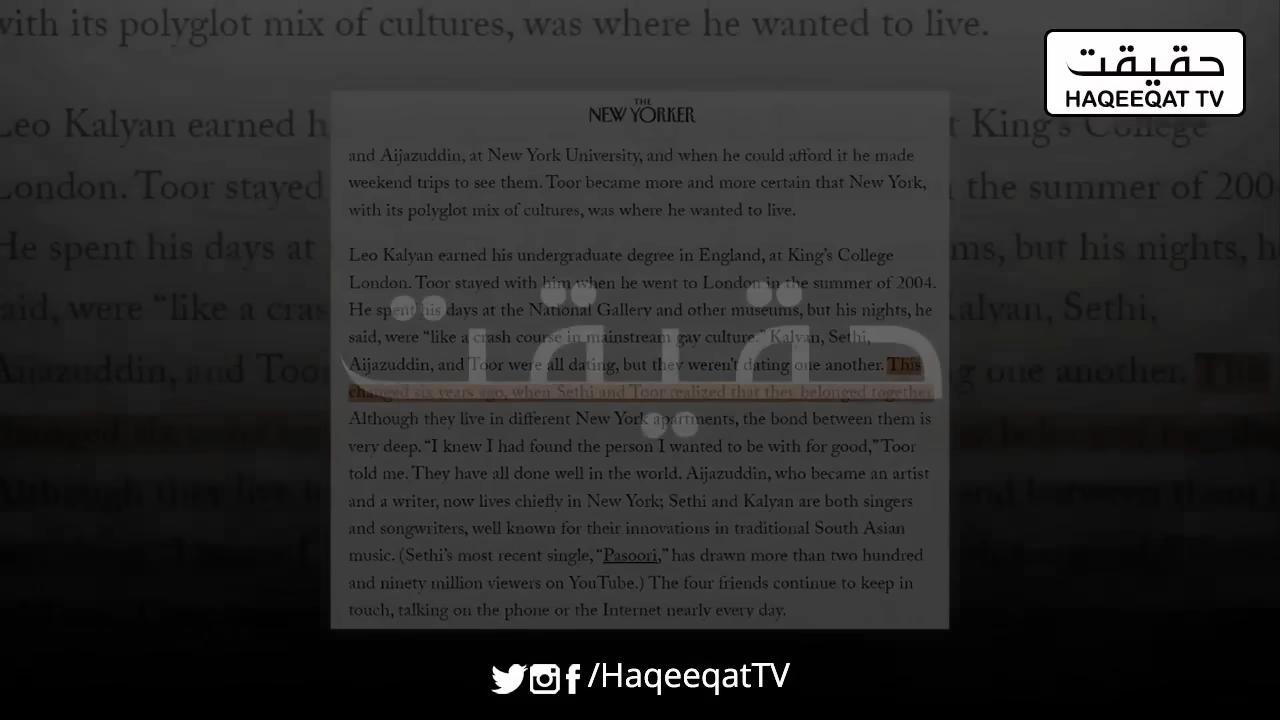 with its polyglot mix of cultures, was where he wanted to live.
حقیقت
HAQEEQAT TV
THE
NEW YORKER
and Aijazuddin, at New York University, and when he could afford it he made
weekend trips to see them. Toor became more and more certain that New York,
with its polyglot mix of cultures, was where he wanted to live.
Leo Kalyan earned his undergraduate degree in England, at King's College
London. Toor stayed with him when he went to London in the summer of 2004.
He spent his days at the National Gallery and other museums, but his nights, he
said, were “like a crash course in mainstream gay culture.” Kalyan, Sethi,
Aijazuddin, and Toor were all dating, but they weren't dating one another. This
changed six years ago, when Sethi and Toor realized that they belonged together.
Although they live in different New York apartments, the bond between them is
very deep. “I knew I had found the person I wanted to be with for good,” Toor
told me. They have all done well in the world. Aijazuddin, who became an artist
and a writer, now lives chiefly in New York; Sethi and Kalyan are both singers
and songwriters, well known for their innovations in traditional South Asian
music. (Sethi's most recent single, “Pasoori,” has drawn more than two hundred
and ninety million viewers on YouTube.) The four friends continue to keep in
touch, talking on the phone or the Internet nearly every day.
حقیقت
/HaqeeqatTV